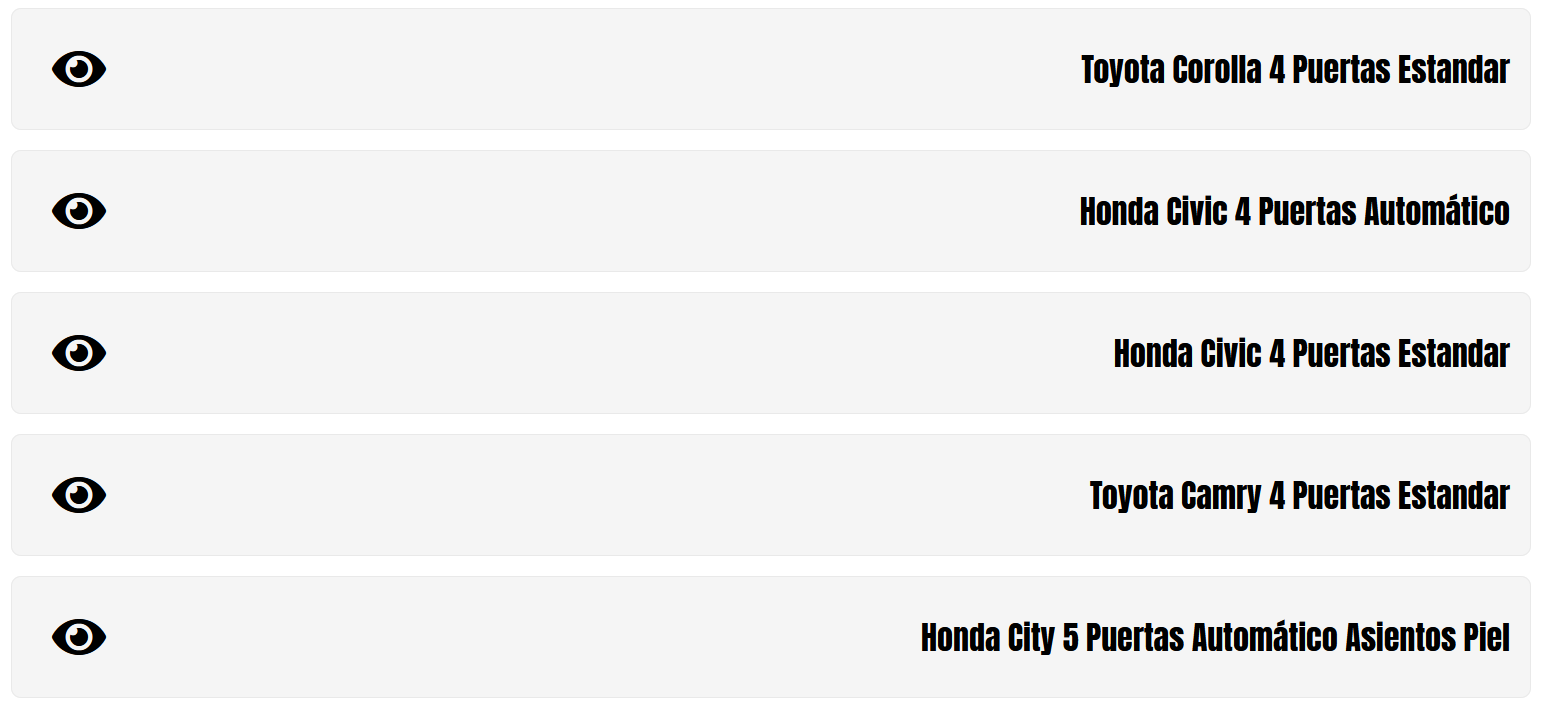 Toyota Corolla 4 Puertas Estandar
Honda Civic 4 Puertas Automático
Honda Civic 4 Puertas Estandar
Toyota Camry 4 Puertas Estandar
Honda City 5 Puertas Automático Asientos Piel